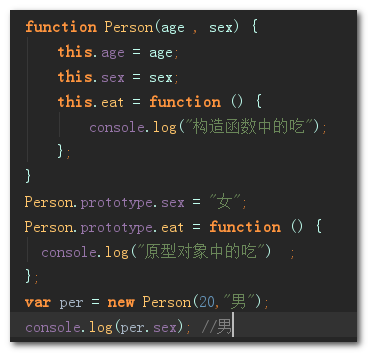 function Person(age , sex) {
    this.age = age;
    this.sex = sex;
    this.eat = function () {
        console.log("构造函数中的吃");
    };
}
Person.prototype.sex = "女";
Person.prototype.eat = function () {
  console.log("原型对象中的吃")  ;
};
var per = new Person(20,"男");
console.log(per.sex); //男